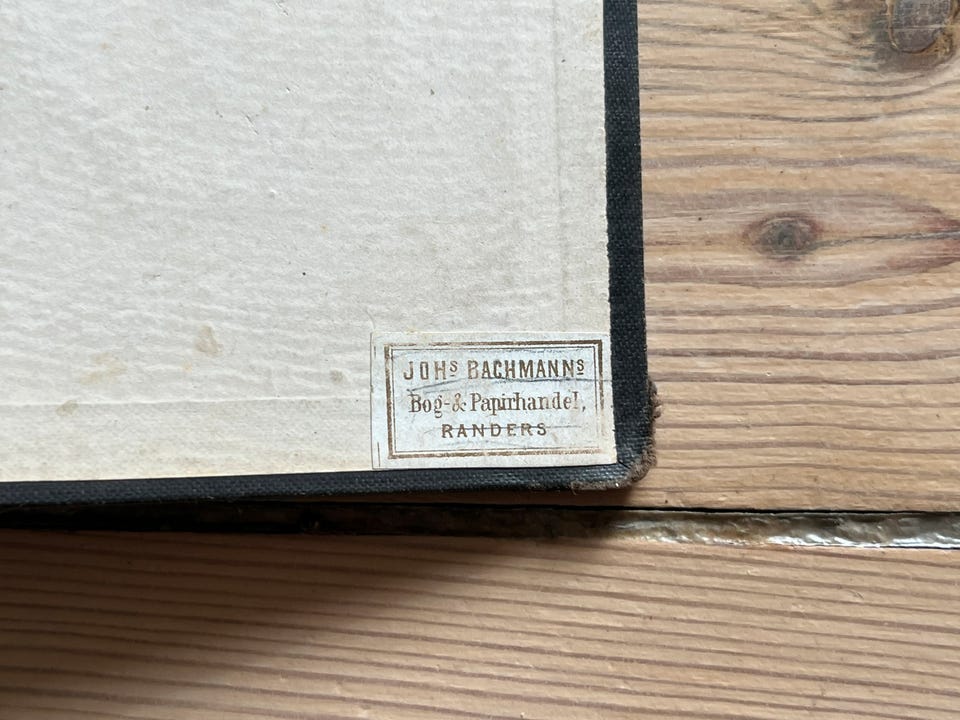 JOHS BACHMANNS
Bog- & Papirhandel,
RANDERS